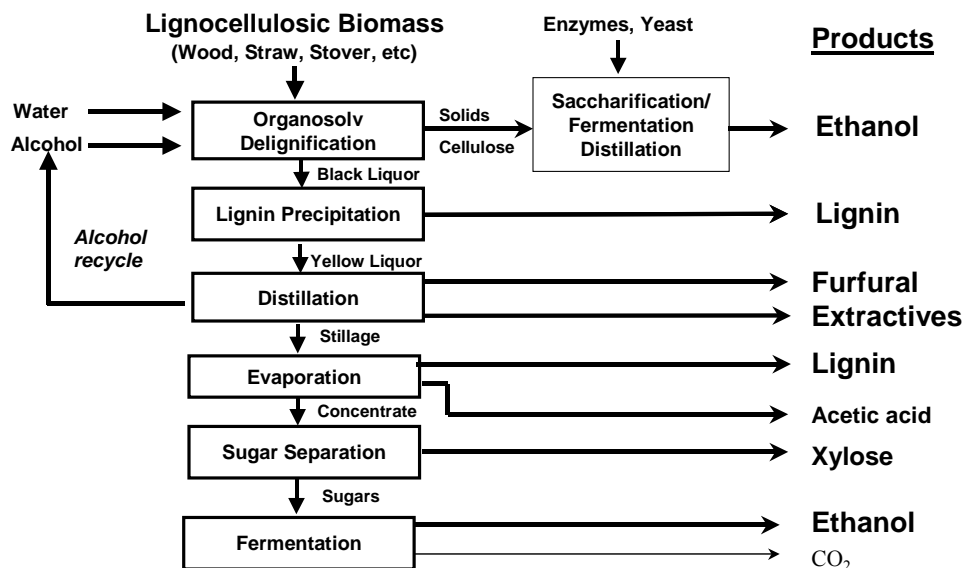 Lignocellulosic Biomass
(Wood, Straw, Stover, etc)
Enzymes, Yeast
Products
Water
Alcohol
Organosolv
Delignification
Solids
Cellulose
Saccharification/
Fermentation
Distillation
Ethanol
Black Liquor
Lignin Precipitation
Lignin
Alcohol
recycle
Yellow Liquor
Distillation
Furfural
Extractives
Stillage
Evaporation
Lignin
Acetic acid
Concentrate
Sugar Separation
Xylose
Sugars
Fermentation
Ethanol
CO2